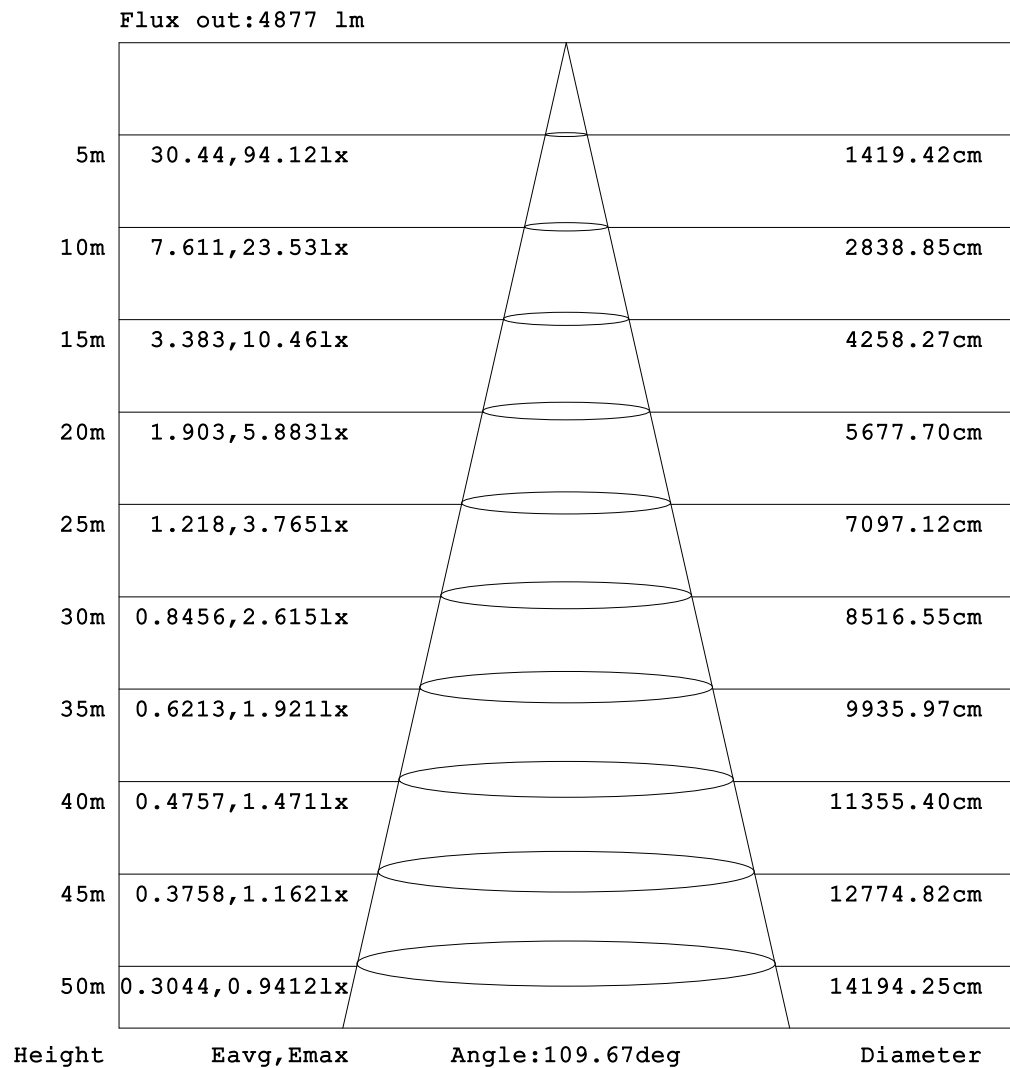 Flux out:4877 lm
5m 30.44,94.12lx 1419.42cm
10m 7.611,23.53lx 2838.85cm
15m 3.383,10.46lx 4258.27cm
20m 1.903,5.883lx 5677.70cm
25m 1.218,3.765lx 7097.12cm
30m 0.8456,2.615lx 8516.55cm
35m 0.6213,1.921lx 9935.97cm
40m 0.4757,1.471lx 11355.40cm
45m 0.3758,1.162lx 12774.82cm
50m 0.3044,0.9412lx 14194.25cm
Height Eavg,Emax Angle:109.67deg Diameter